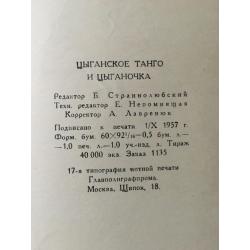 ЦЫГАНСКОЕ ТАНГО
И ЦЫГАНОЧКА
Редактор Б. Страннолюбский
Техн. редактор Е. Непомнящая
Корректор А. Лавренюк
Подписано к печати 1/X 1957 г.
Форм. бум. 60×92¹/₁₆—0,5 бум. л.—
—1,0 печ. л.—1,0 уч.-изд. л. Тираж
40 000 экз. Заказ 1135
17-я типография нотной печати
Главполиграфпрома.
Москва, Щипок, 18.